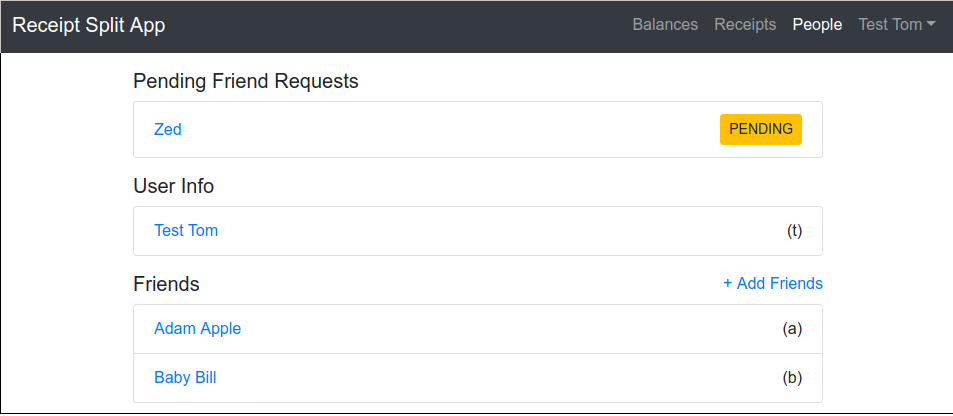 Receipt Split App Balances Receipts People Test Tom
Pending Friend Requests
Zed PENDING
User Info
Test Tom (t)
Friends + Add Friends
Adam Apple (a)
Baby Bill (b)